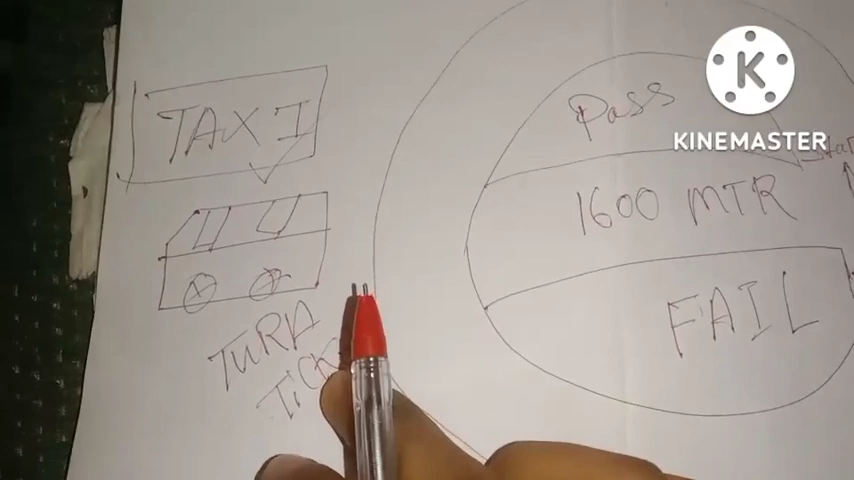 TAXI
Pass
KINEMASTER
1600 MTR
FAIL
TURA